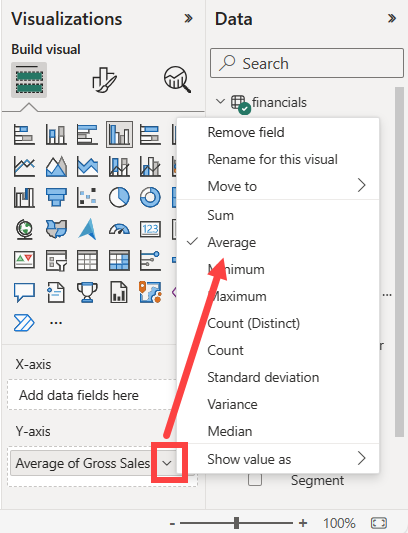 Visualizations
Build visual
X-axis
Add data fields here
Y-axis
Average of Gross Sales
Data
Search
financials
Remove field
Rename for this visual
Move to
Sum
Average
Minimum
Maximum
Count (Distinct)
Count
Standard deviation
Variance
Median
Show value as
Segment
- + 100%